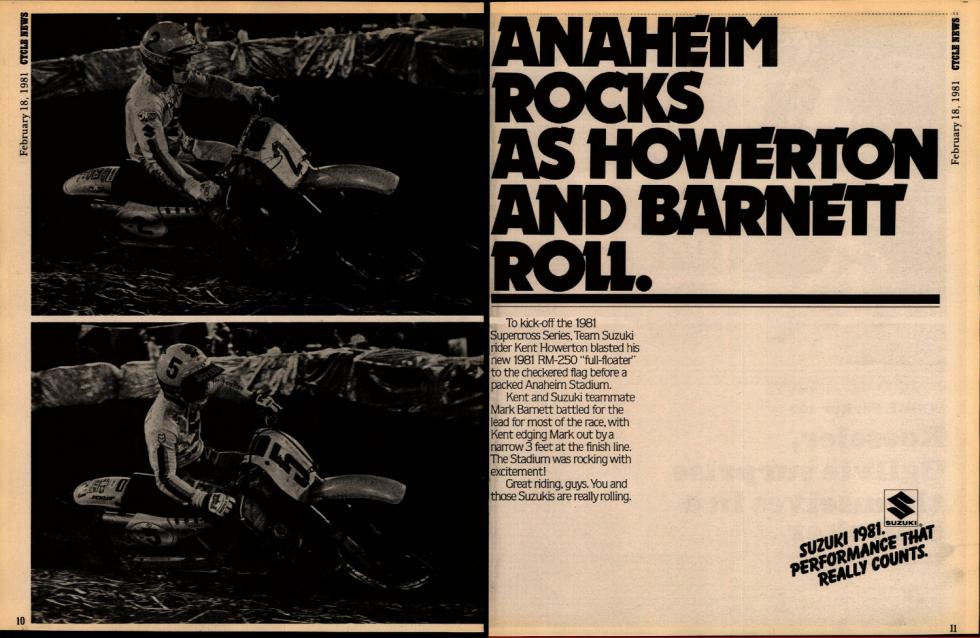 February 18, 1981 CYCLE NEWS
2
5
5
10
ANAHEIM
ROCKS
AS HOWERTON
AND BARNETT
ROLL.
To kick-off the 1981
Supercross Series, Team Suzuki
rider Kent Howerton blasted his
new 1981 RM-250 "full-floater"
to the checkered flag before a
packed Anaheim Stadium.
Kent and Suzuki teammate
Mark Barnett battled for the
lead for most of the race, with
Kent edging Mark out by a
narrow 3 feet at the finish line.
The Stadium was rocking with
excitement!
Great riding, guys. You and
those Suzukis are really rolling.
SUZUKI
SUZUKI 1981.
PERFORMANCE THAT
REALLY COUNTS.
February 18, 1981 CYCLE NEWS
11